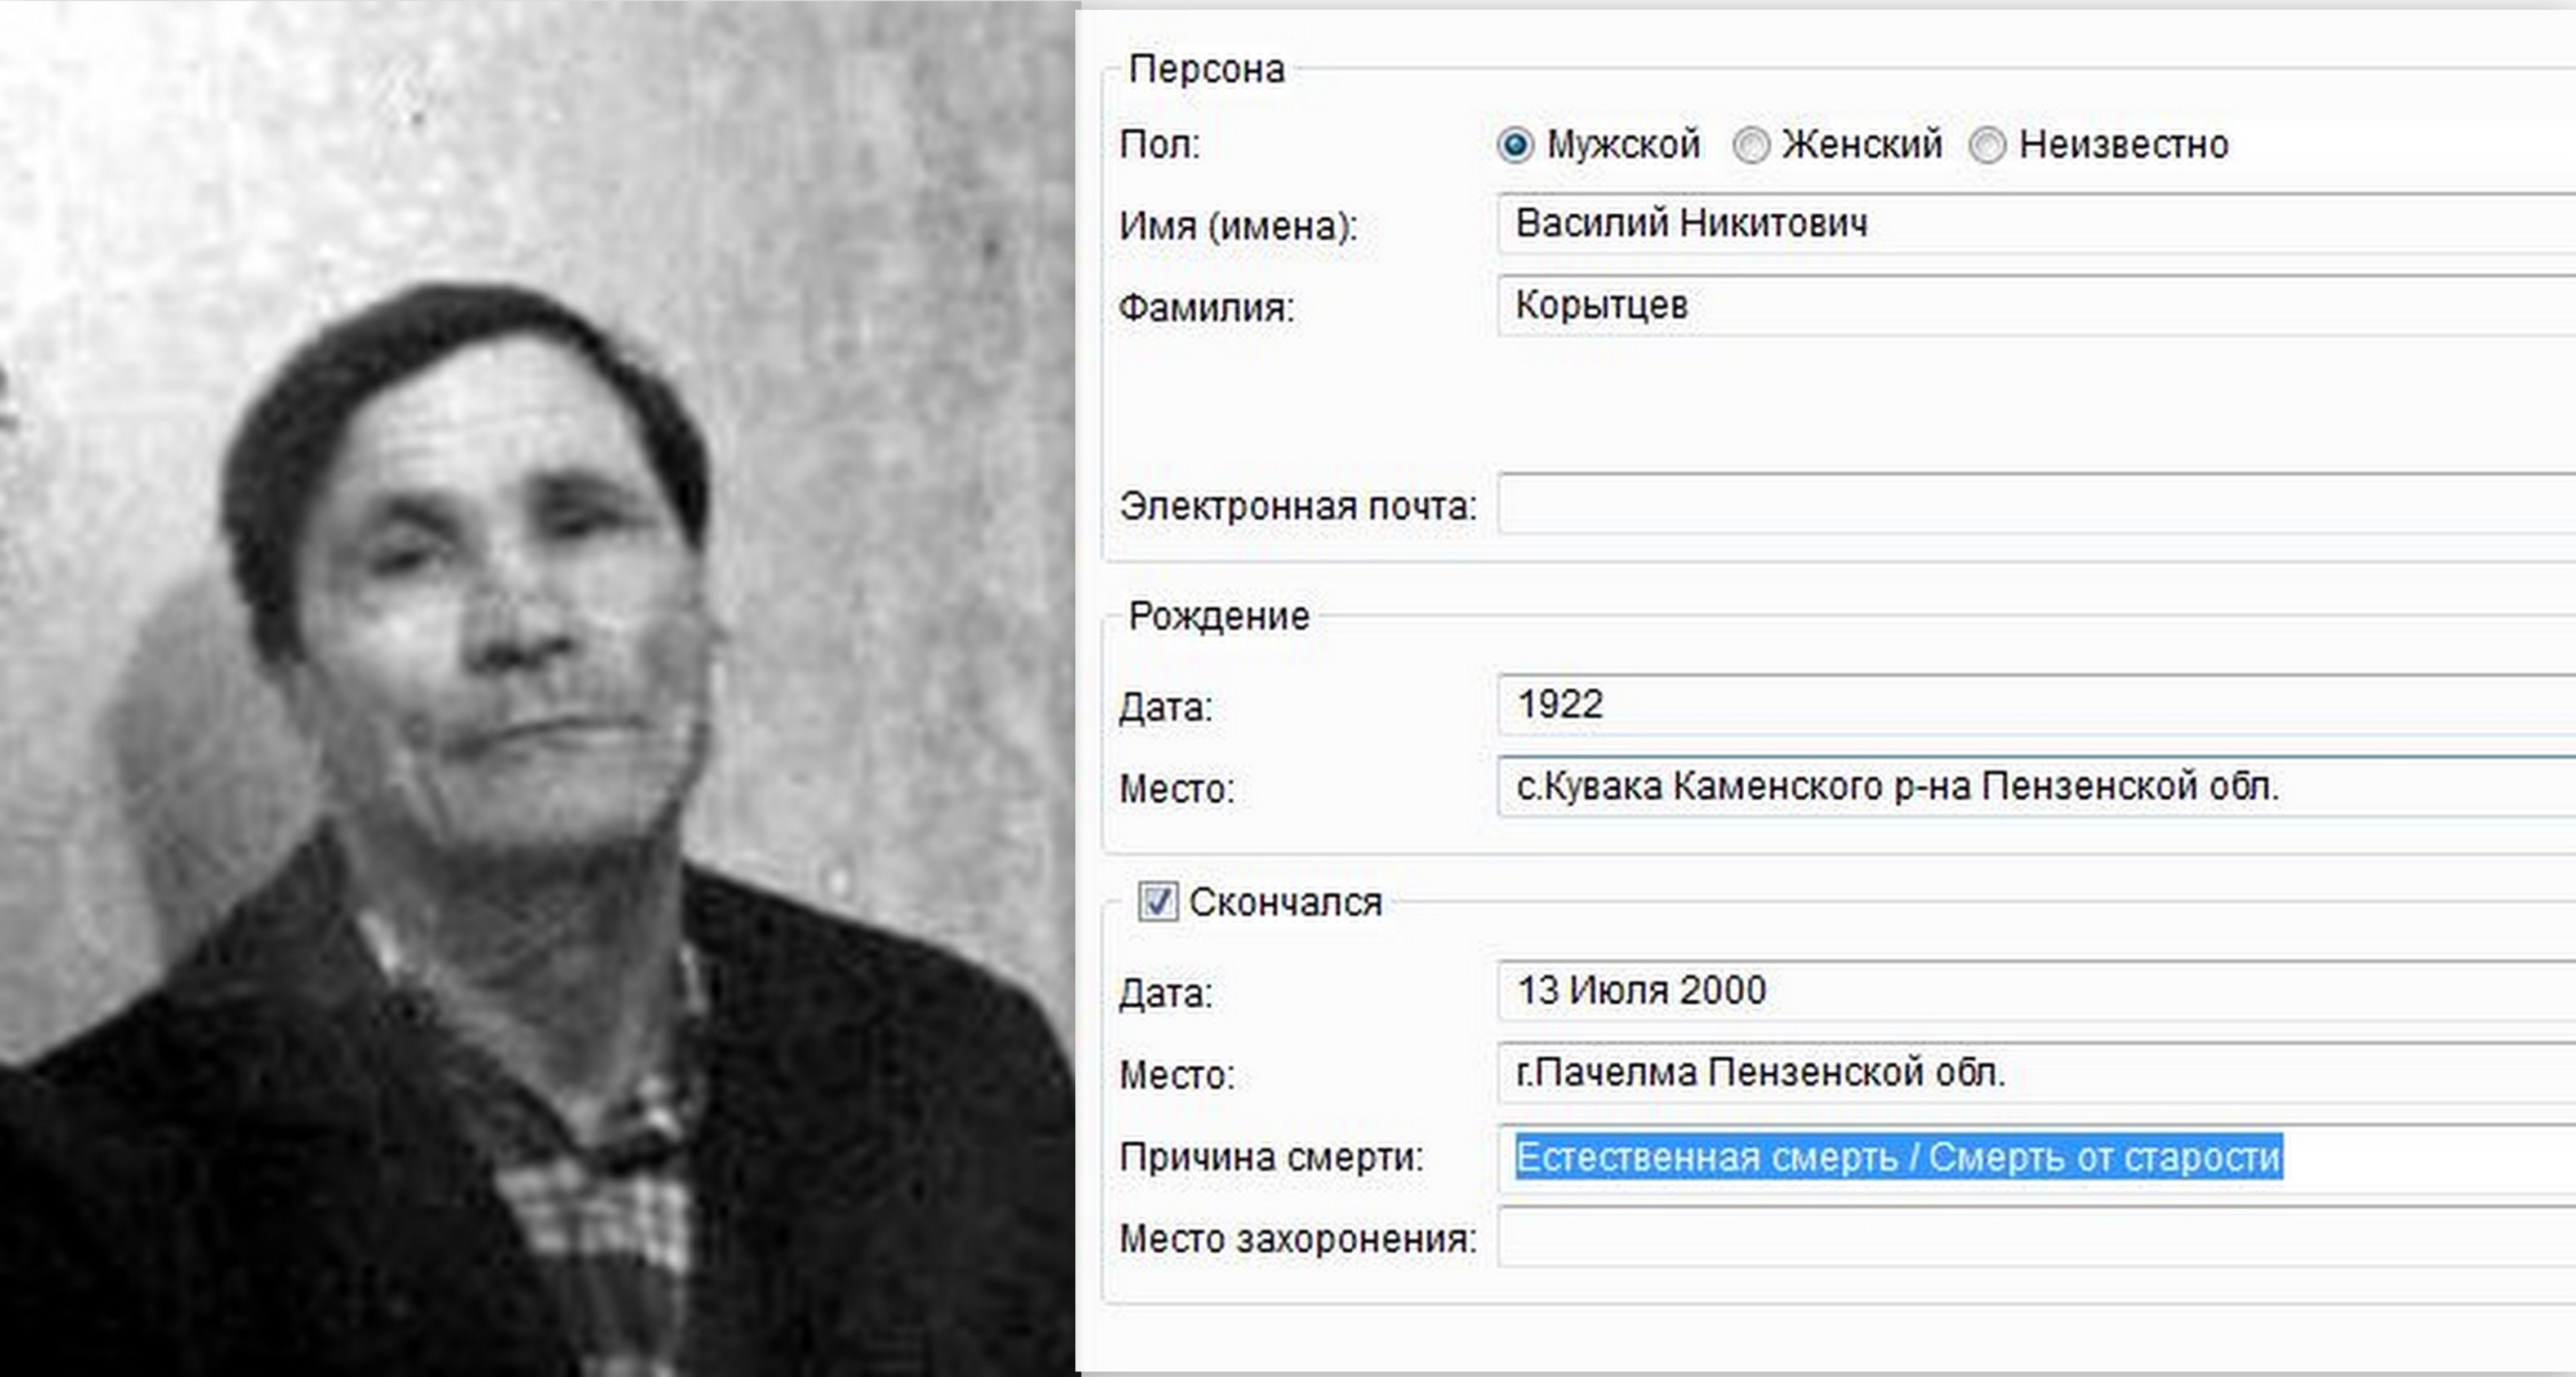 Персона
Пол: Мужской Женский Неизвестно
Имя (имена): Василий Никитович
Фамилия: Корытцев
Электронная почта:
Рождение
Дата: 1922
Место: с.Кувака Каменского р-на Пензенской обл.
Скончался
Дата: 13 Июля 2000
Место: г.Пачелма Пензенской обл.
Причина смерти: Естественная смерть / Смерть от старости
Место захоронения: